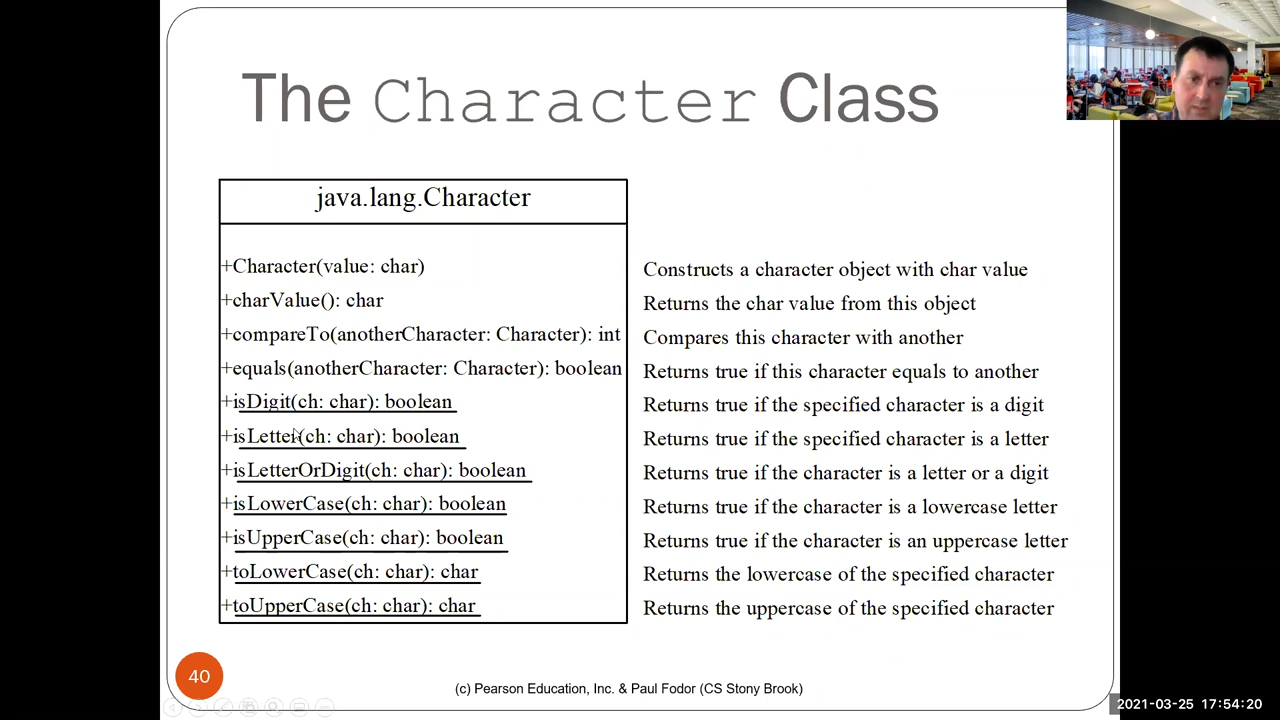 The Character Class
java.lang.Character
+Character(value: char)
Constructs a character object with char value
+charValue(): char
Returns the char value from this object
+compareTo(anotherCharacter: Character): int
Compares this character with another
+equals(anotherCharacter: Character): boolean
Returns true if this character equals to another
+isDigit(ch: char): boolean
Returns true if the specified character is a digit
+isLetter(ch: char): boolean
Returns true if the specified character is a letter
+isLetterOrDigit(ch: char): boolean
Returns true if the character is a letter or a digit
+isLowerCase(ch: char): boolean
Returns true if the character is a lowercase letter
+isUpperCase(ch: char): boolean
Returns true if the character is an uppercase letter
+toLowerCase(ch: char): char
Returns the lowercase of the specified character
+toUpperCase(ch: char): char
Returns the uppercase of the specified character
40
(c) Pearson Education, Inc. & Paul Fodor (CS Stony Brook)
2021-03-25 17:54:20